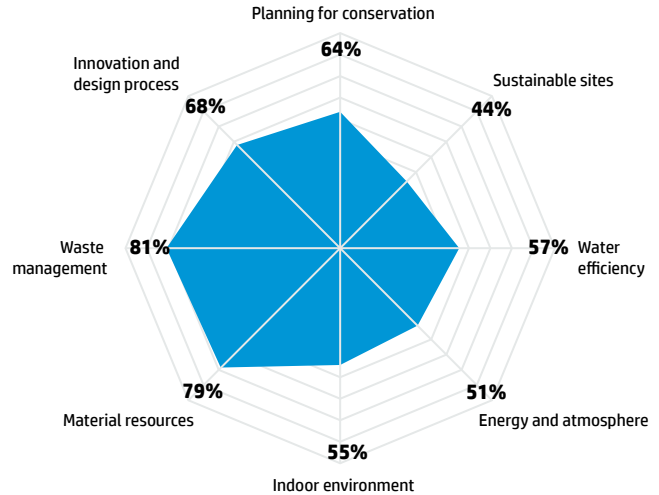 Planning for conservation
64%
Innovation and
design process
68%
Sustainable sites
44%
Waste
management
81%
57%
Water
efficiency
79%
Material resources
51%
Energy and atmosphere
55%
Indoor environment